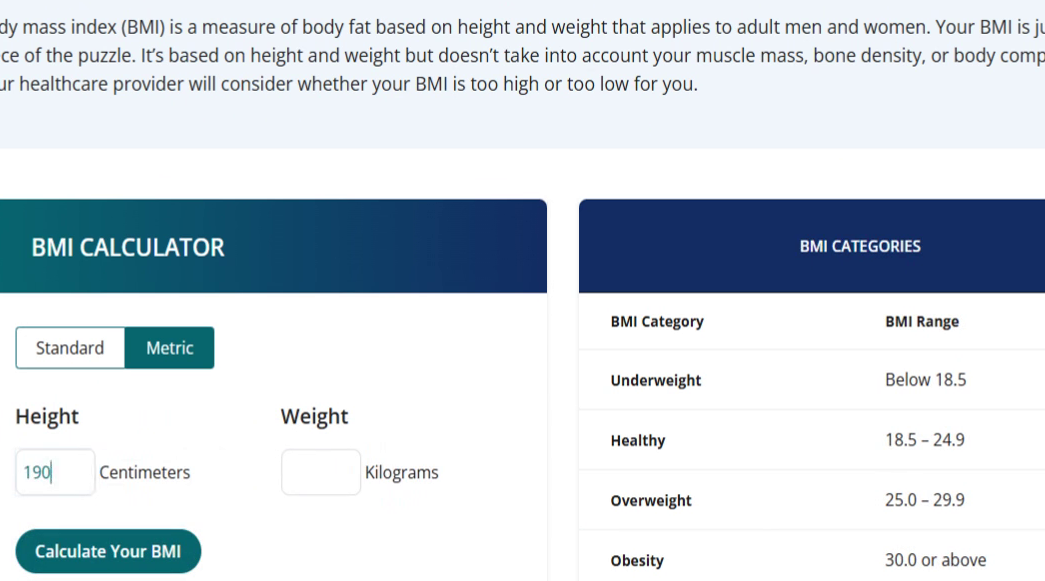 dy mass index (BMI) is a measure of body fat based on height and weight that applies to adult men and women. Your BMI is
ce of the puzzle. It's based on height and weight but doesn't take into account your muscle mass, bone density, or body comp
ur healthcare provider will consider whether your BMI is too high or too low for you.
BMI CALCULATOR
Standard Metric
Height Weight
190 Centimeters Kilograms
Calculate Your BMI
BMI CATEGORIES
BMI Category BMI Range
Underweight Below 18.5
Healthy 18.5 – 24.9
Overweight 25.0 – 29.9
Obesity 30.0 or above